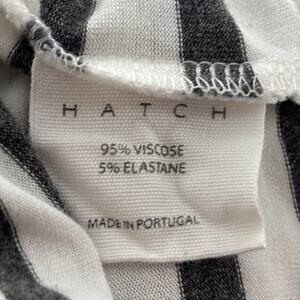 HATCH
95% VISCOSE
5% ELASTANE
MADE IN PORTUGAL